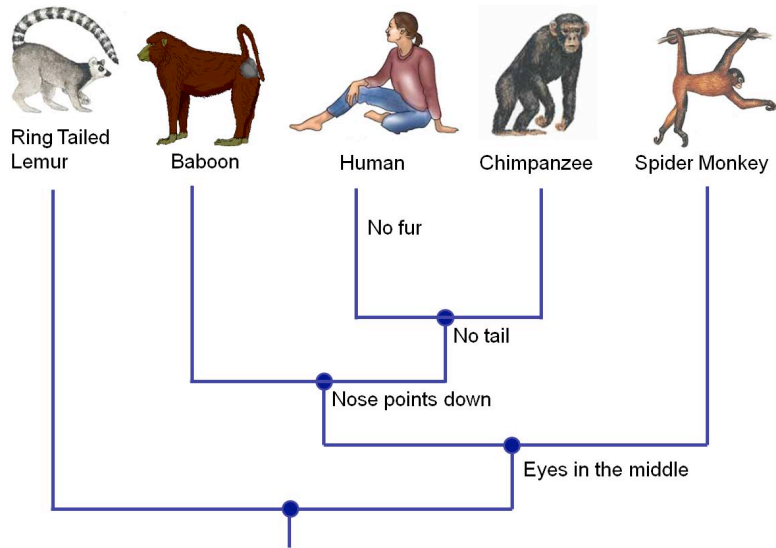 Ring Tailed
Lemur
Baboon
Human
Chimpanzee
Spider Monkey
No fur
No tail
Nose points down
Eyes in the middle